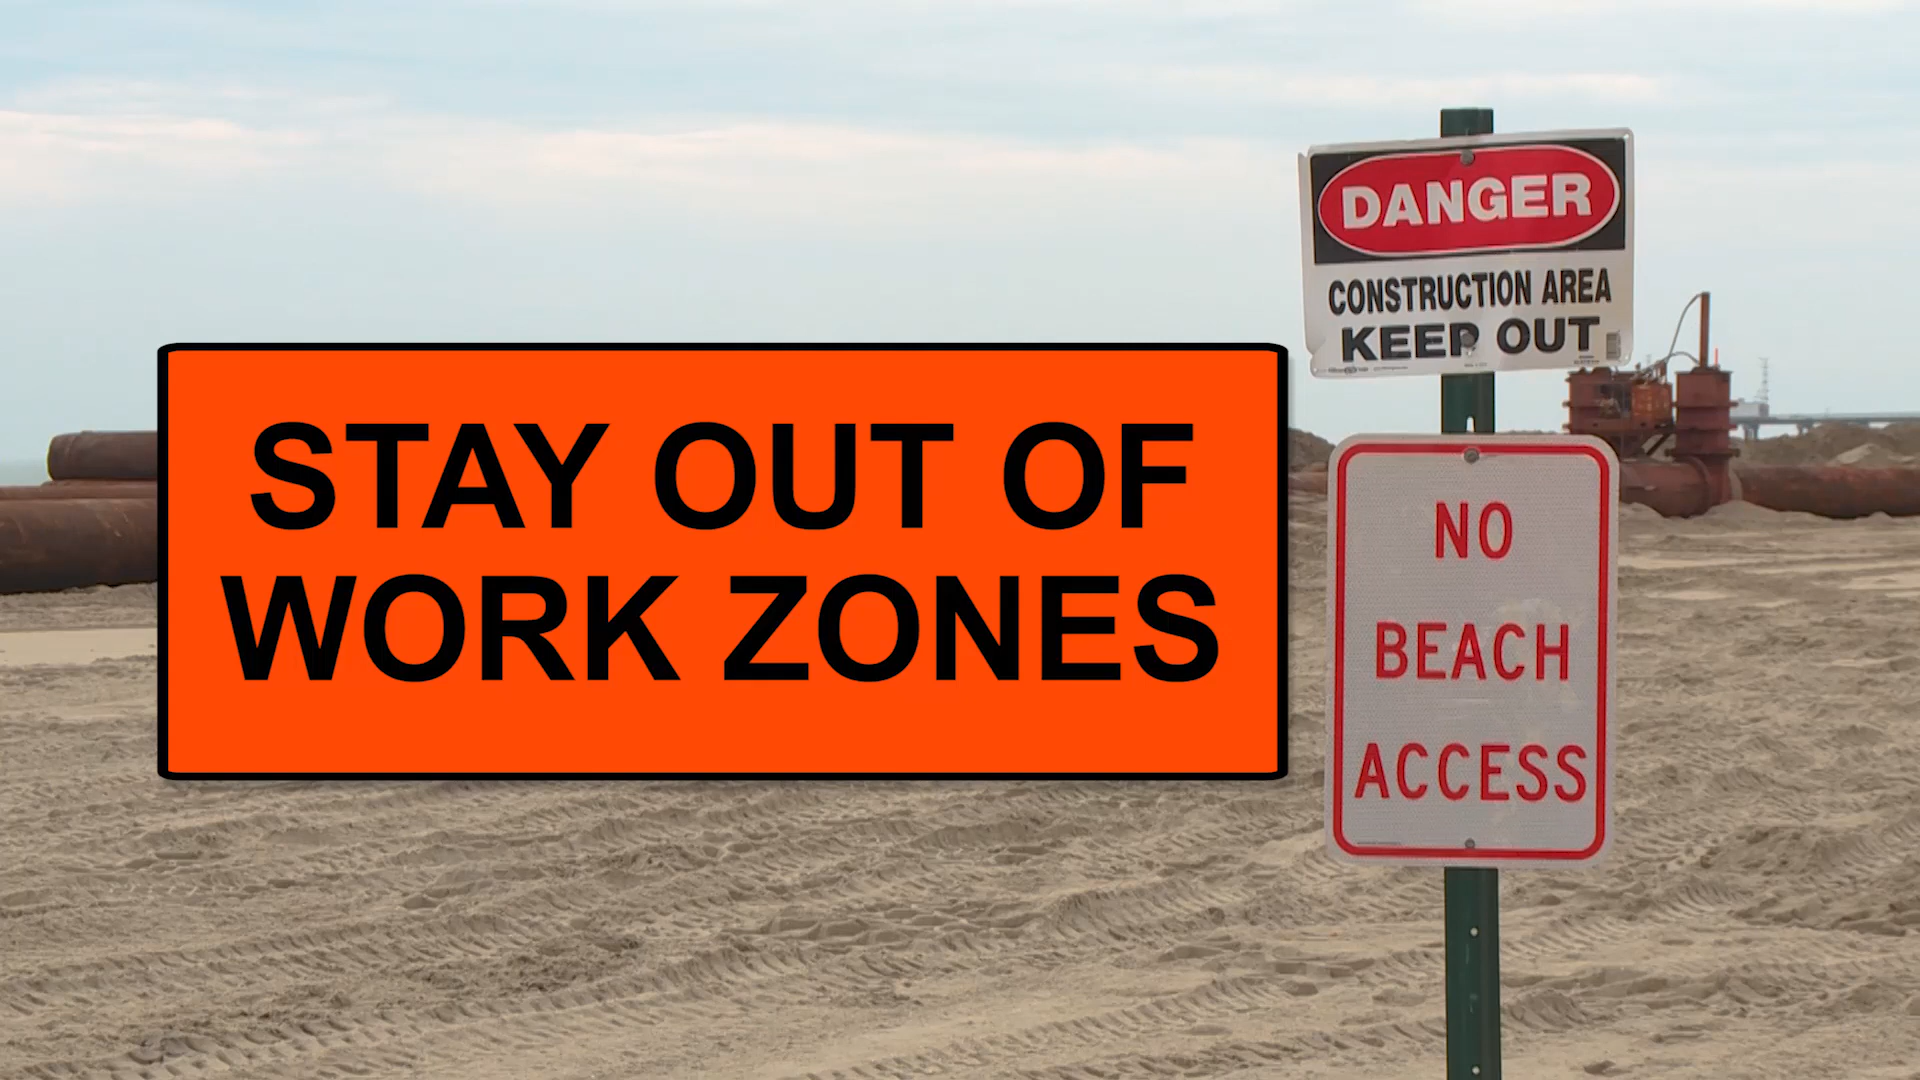 STAY OUT OF
WORK ZONES
DANGER
CONSTRUCTION AREA
KEEP OUT
NO
BEACH
ACCESS